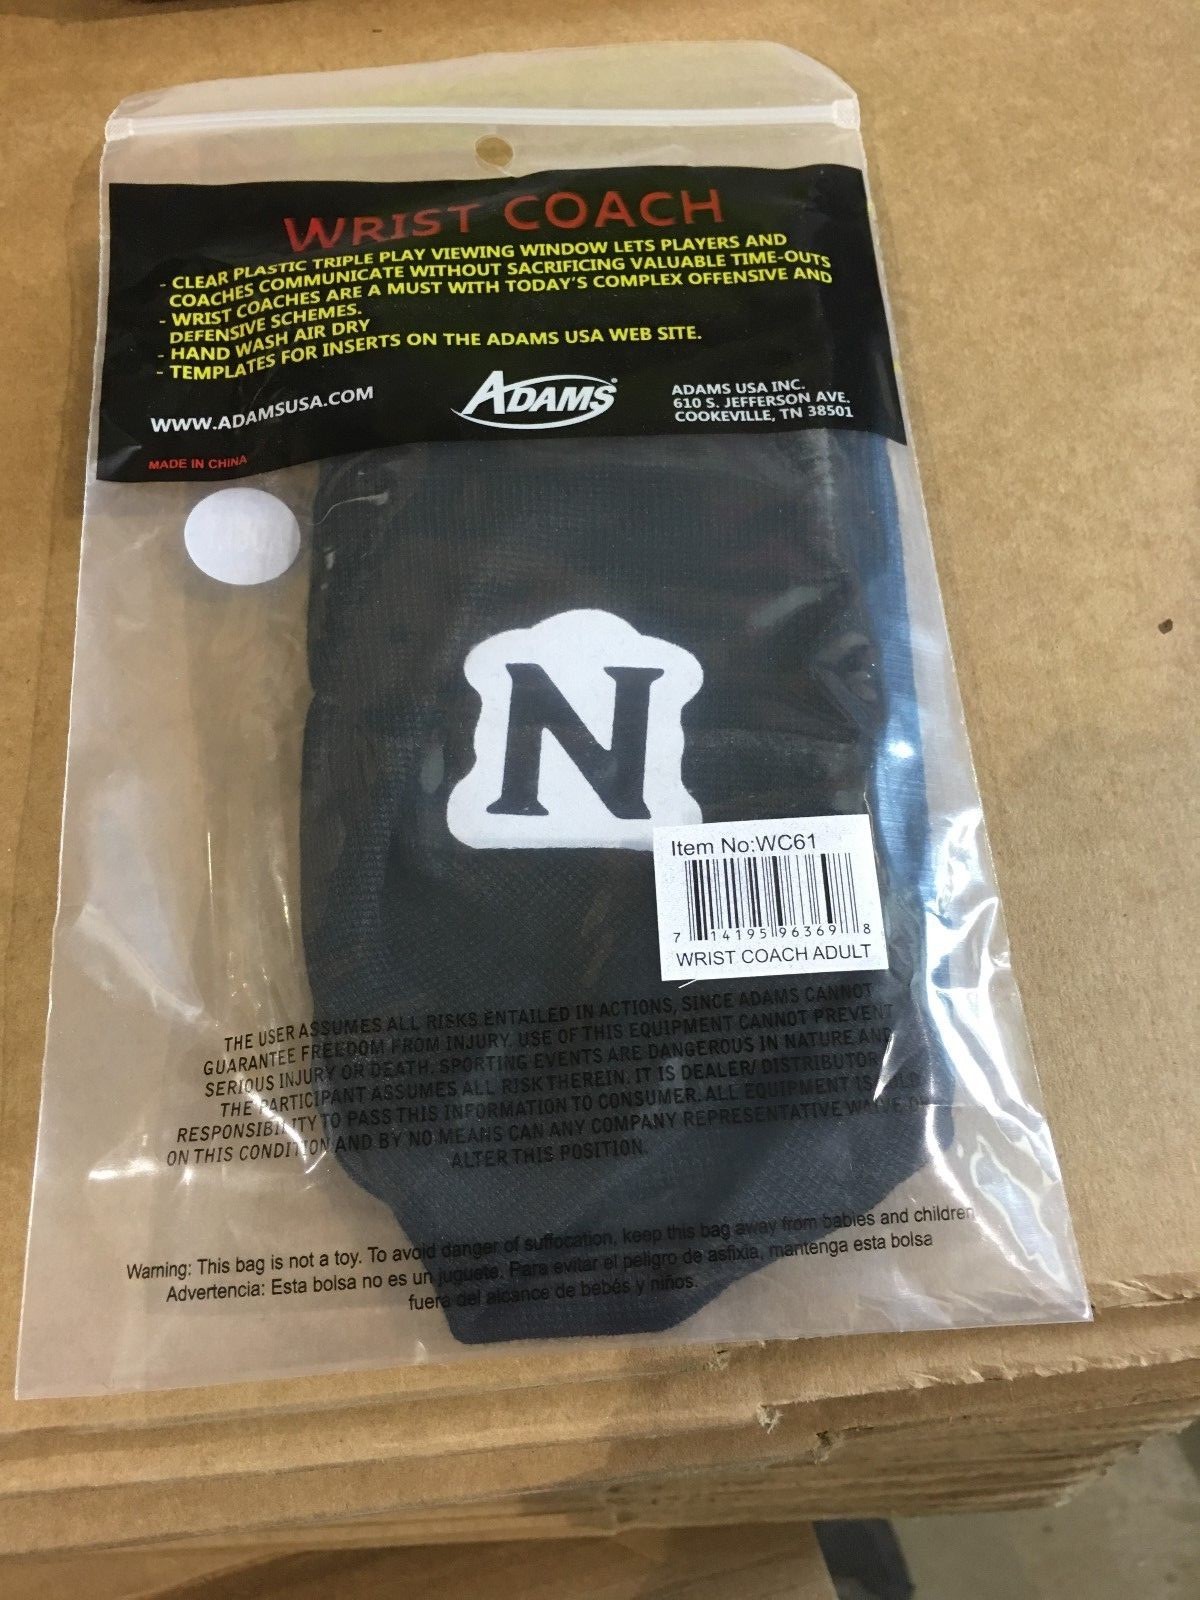 WRIST COACH
- CLEAR PLASTIC TRIPLE PLAY VIEWING WINDOW LETS PLAYERS AND
COACHES COMMUNICATE WITHOUT SACRIFICING VALUABLE TIME-OUTS
- WRIST COACHES ARE A MUST WITH TODAY'S COMPLEX OFFENSIVE AND
DEFENSIVE SCHEMES.
- HAND WASH AIR DRY
- TEMPLATES FOR INSERTS ON THE ADAMS USA WEB SITE.
WWW.ADAMSUSA.COM
ADAMS®
ADAMS USA INC.
610 S. JEFFERSON AVE.
COOKEVILLE, TN 38501
MADE IN CHINA
N
Item No:WC61
7 14195 96369 8
WRIST COACH ADULT
THE USER ASSUMES ALL RISKS ENTAILED IN ACTIONS, SINCE ADAMS CANNOT
GUARANTEE FREEDOM FROM INJURY. USE OF THIS EQUIPMENT CANNOT PREVENT
SERIOUS INJURY OR DEATH. SPORTING EVENTS ARE DANGEROUS IN NATURE AND
THE PARTICIPANT ASSUMES ALL RISK THEREIN. IT IS DEALER/ DISTRIBUTOR
RESPONSIBILITY TO PASS THIS INFORMATION TO CONSUMER. ALL EQUIPMENT IS SOLD
ON THIS CONDITION AND BY NO MEANS CAN ANY COMPANY REPRESENTATIVE WAIVE OR
ALTER THIS POSITION.
Warning: This bag is not a toy. To avoid danger of suffocation, keep this bag away from babies and children
Advertencia: Esta bolsa no es un juguete. Para evitar el peligro de asfixia, mantenga esta bolsa
fuera del alcance de bebés y niños.